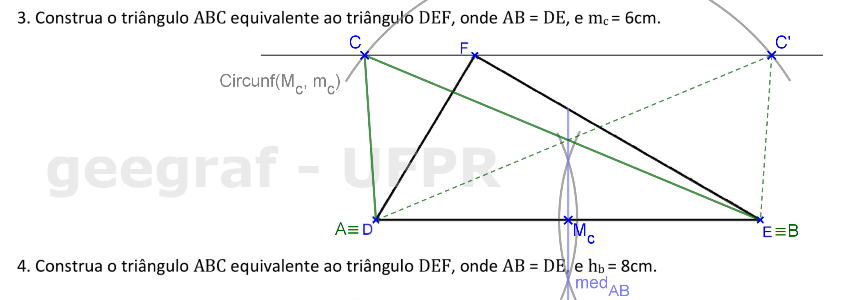 3. Construa o triângulo ABC equivalente ao triângulo DEF, onde AB = DE, e mc = 6cm.
C F C'
Circunf(Mc, mc)
geegraf - UFPR
A≡D Mc E≡B
4. Construa o triângulo ABC equivalente ao triângulo DEF, onde AB = DE, e hb = 8cm.
medAB